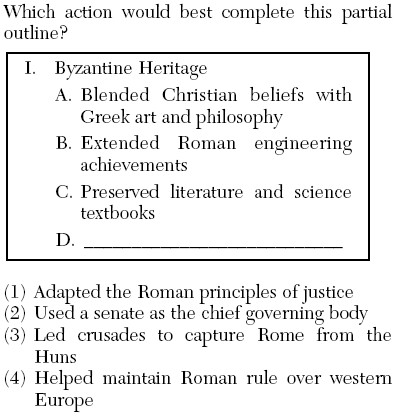 Which action would best complete this partial
outline?
I. Byzantine Heritage
A. Blended Christian beliefs with
Greek art and philosophy
B. Extended Roman engineering
achievements
C. Preserved literature and science
textbooks
D. ___________________________
(1) Adapted the Roman principles of justice
(2) Used a senate as the chief governing body
(3) Led crusades to capture Rome from the
Huns
(4) Helped maintain Roman rule over western
Europe